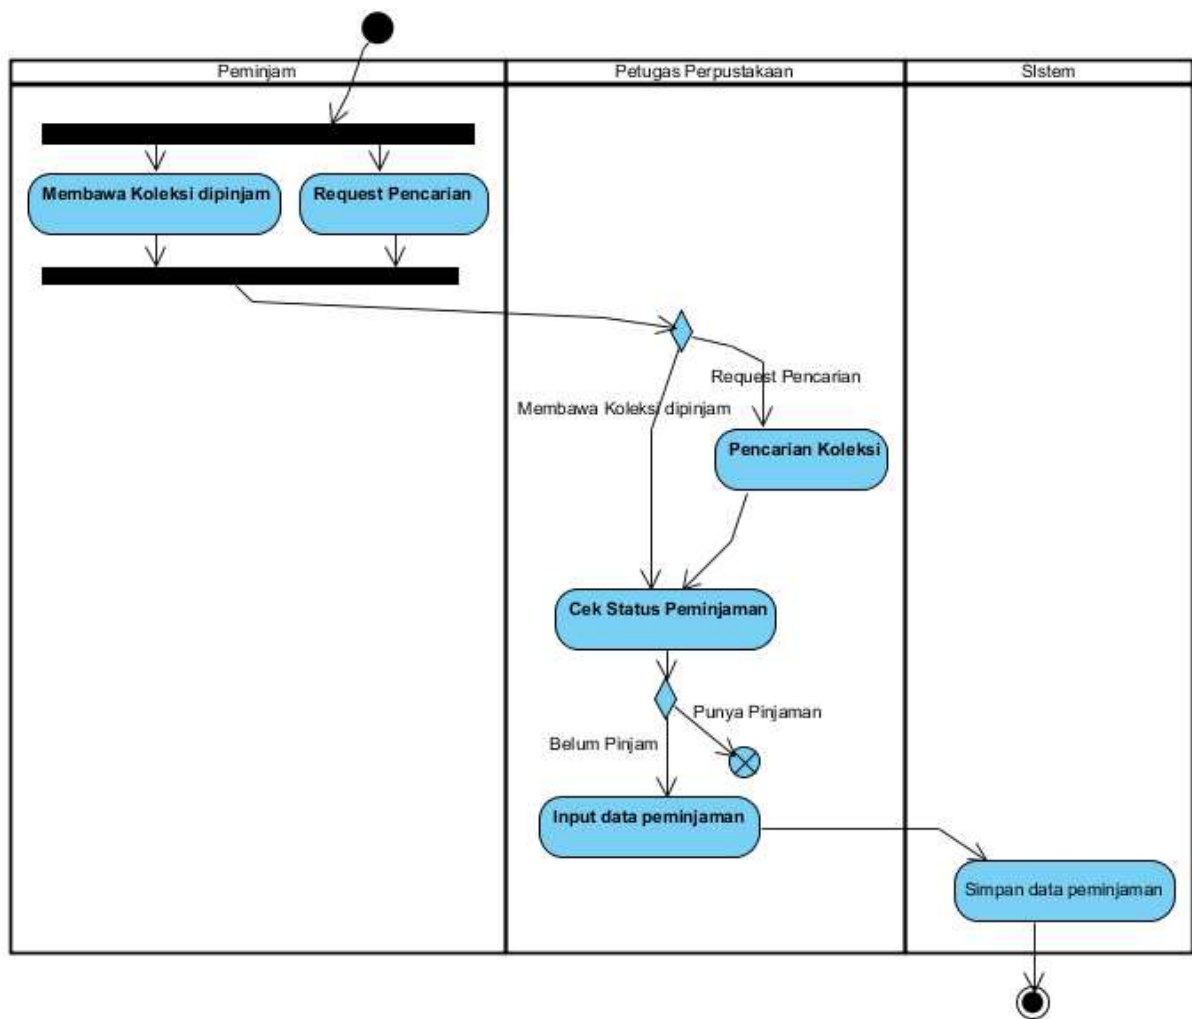 Peminjam
Petugas Perpustakaan
SIstem
Membawa Koleksi dipinjam
Request Pencarian
Request Pencarian
Membawa Koleksi dipinjam
Pencarian Koleksi
Cek Status Peminjaman
Punya Pinjaman
Belum Pinjam
Input data peminjaman
Simpan data peminjaman